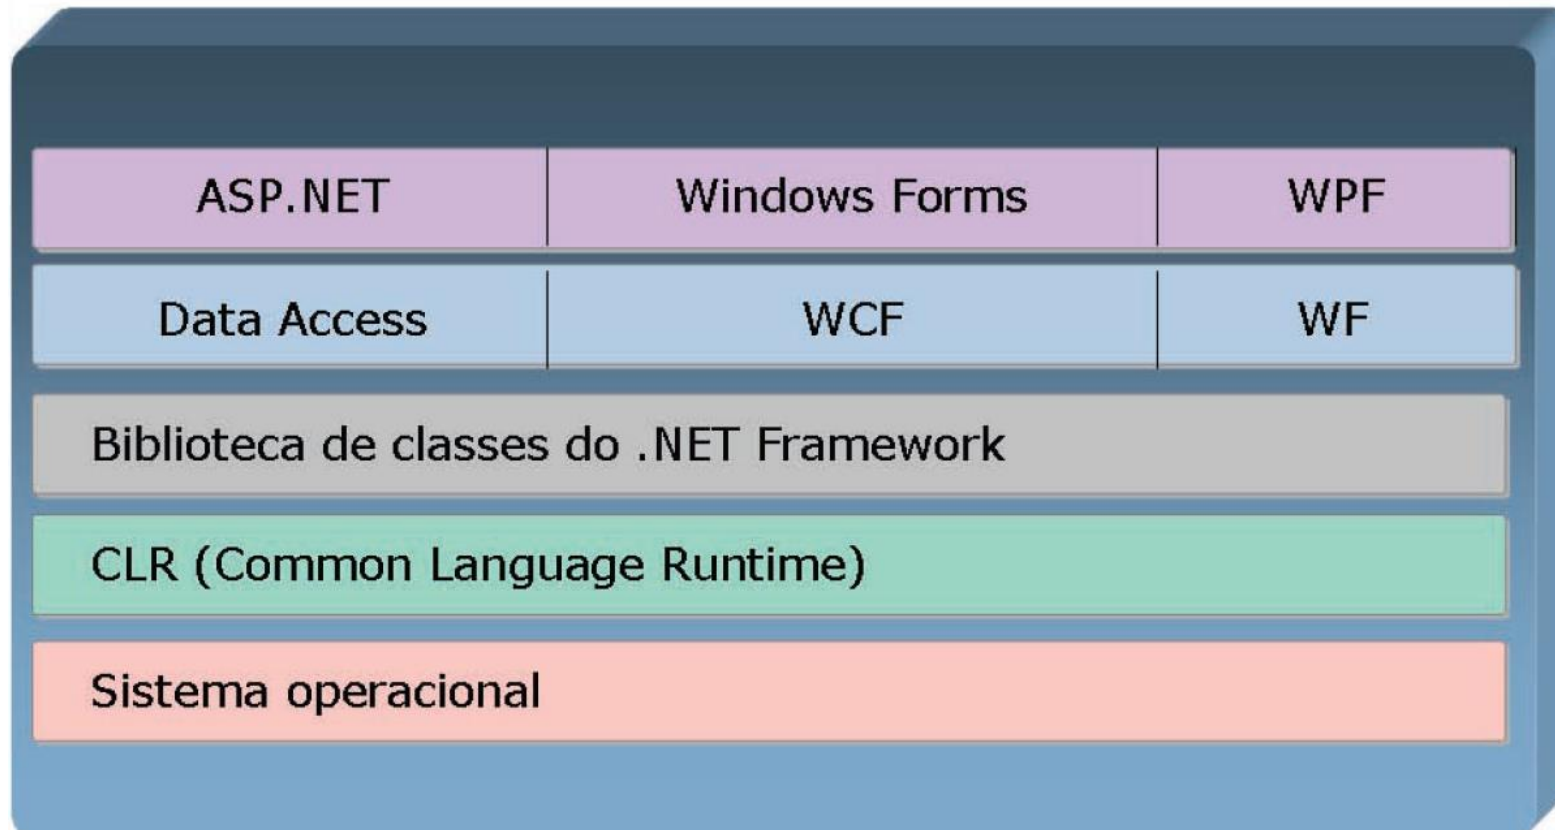 ASP.NET Windows Forms WPF
Data Access WCF WF
Biblioteca de classes do .NET Framework
CLR (Common Language Runtime)
Sistema operacional